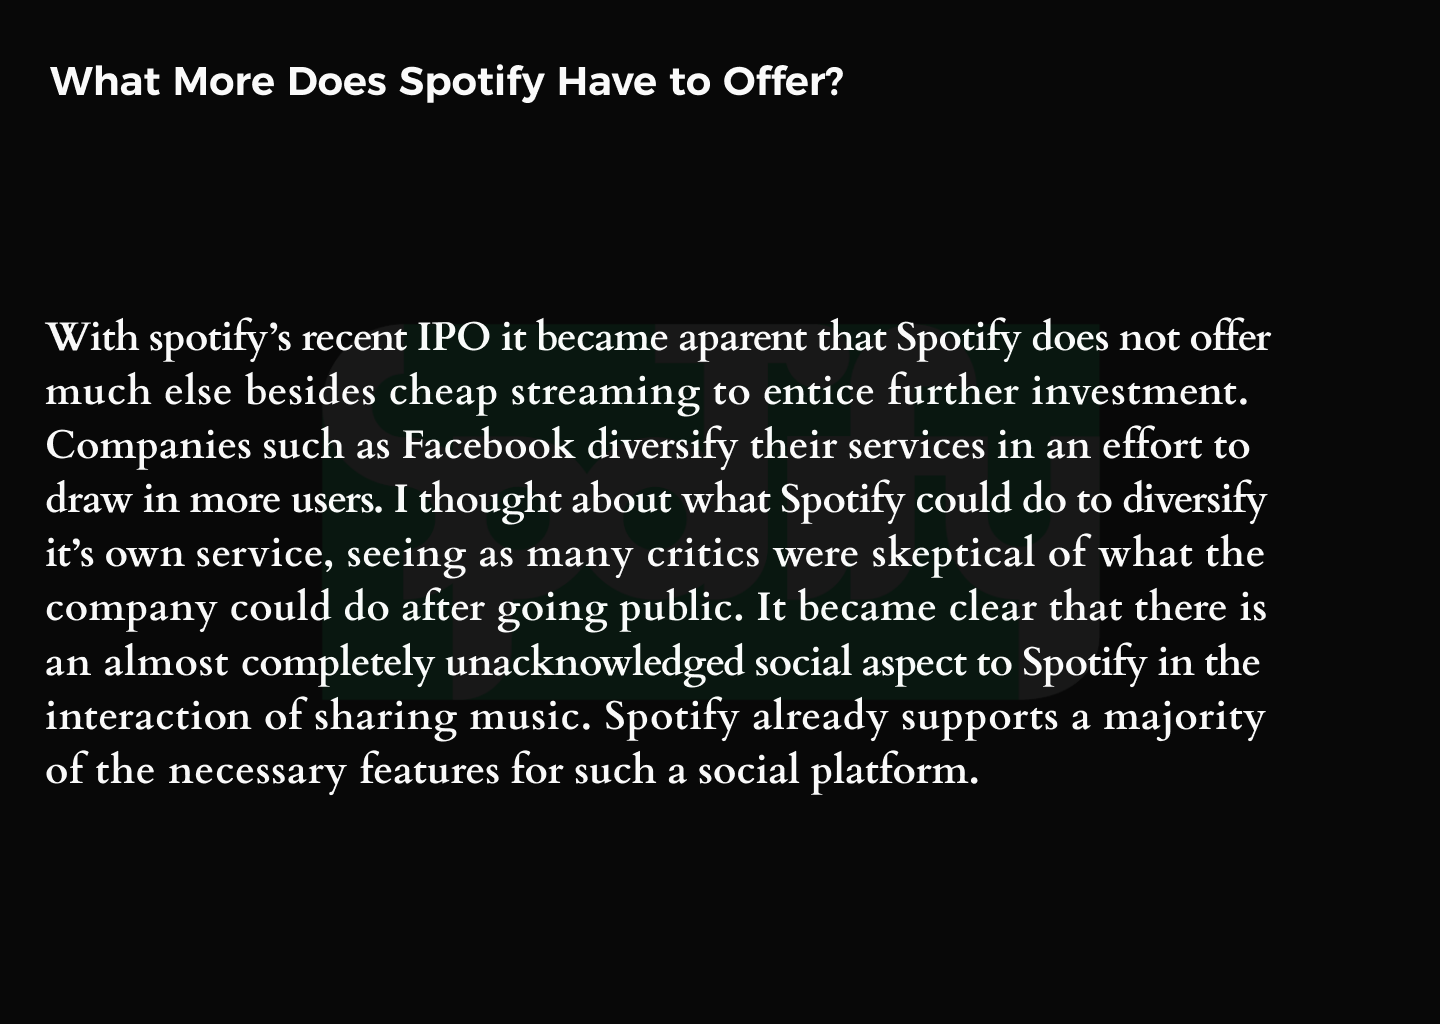 What More Does Spotify Have to Offer?
With spotify’s recent IPO it became aparent that Spotify does not offer
much else besides cheap streaming to entice further investment.
Companies such as Facebook diversify their services in an effort to
draw in more users. I thought about what Spotify could do to diversify
it’s own service, seeing as many critics were skeptical of what the
company could do after going public. It became clear that there is
an almost completely unacknowledged social aspect to Spotify in the
interaction of sharing music. Spotify already supports a majority
of the necessary features for such a social platform.